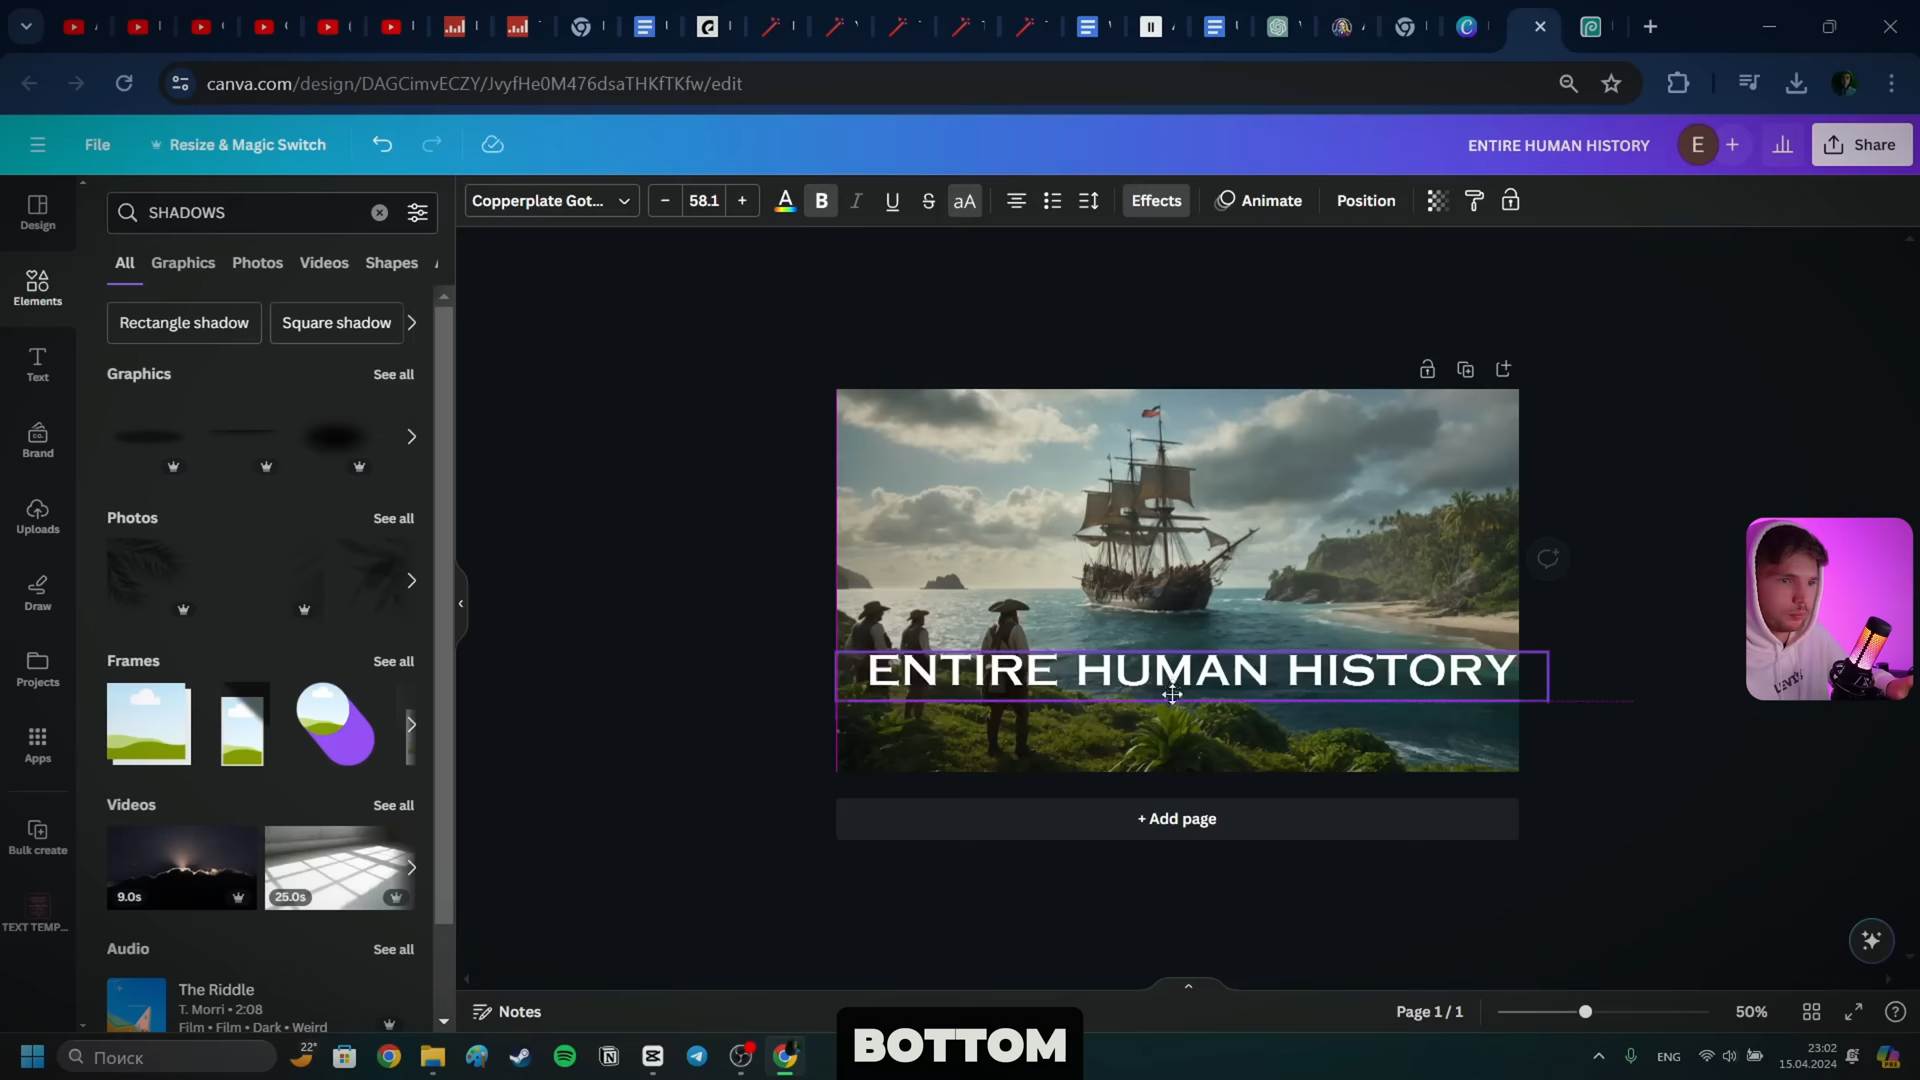 canva.com/design/DAGCimvECZY/JvyfHe0M476dsaTHKfTKfw/edit
File
Resize & Magic Switch
ENTIRE HUMAN HISTORY
E
Share
Design
Elements
Text
Brand
Uploads
Draw
Projects
Apps
Bulk create
TEXT TEMP...
SHADOWS
All
Graphics
Photos
Videos
Shapes
Rectangle shadow
Square shadow
Graphics
See all
Photos
See all
Frames
See all
Videos
See all
9.0s
25.0s
Audio
See all
The Riddle
T. Morri • 2:08
Film • Film • Dark • Weird
Copperplate Got...
58.1
A
B
I
U
S
aA
Effects
Animate
Position
ENTIRE HUMAN HISTORY
+ Add page
Notes
BOTTOM
Page 1 / 1
50%
22°
Поиск
ENG
23:02
15.04.2024